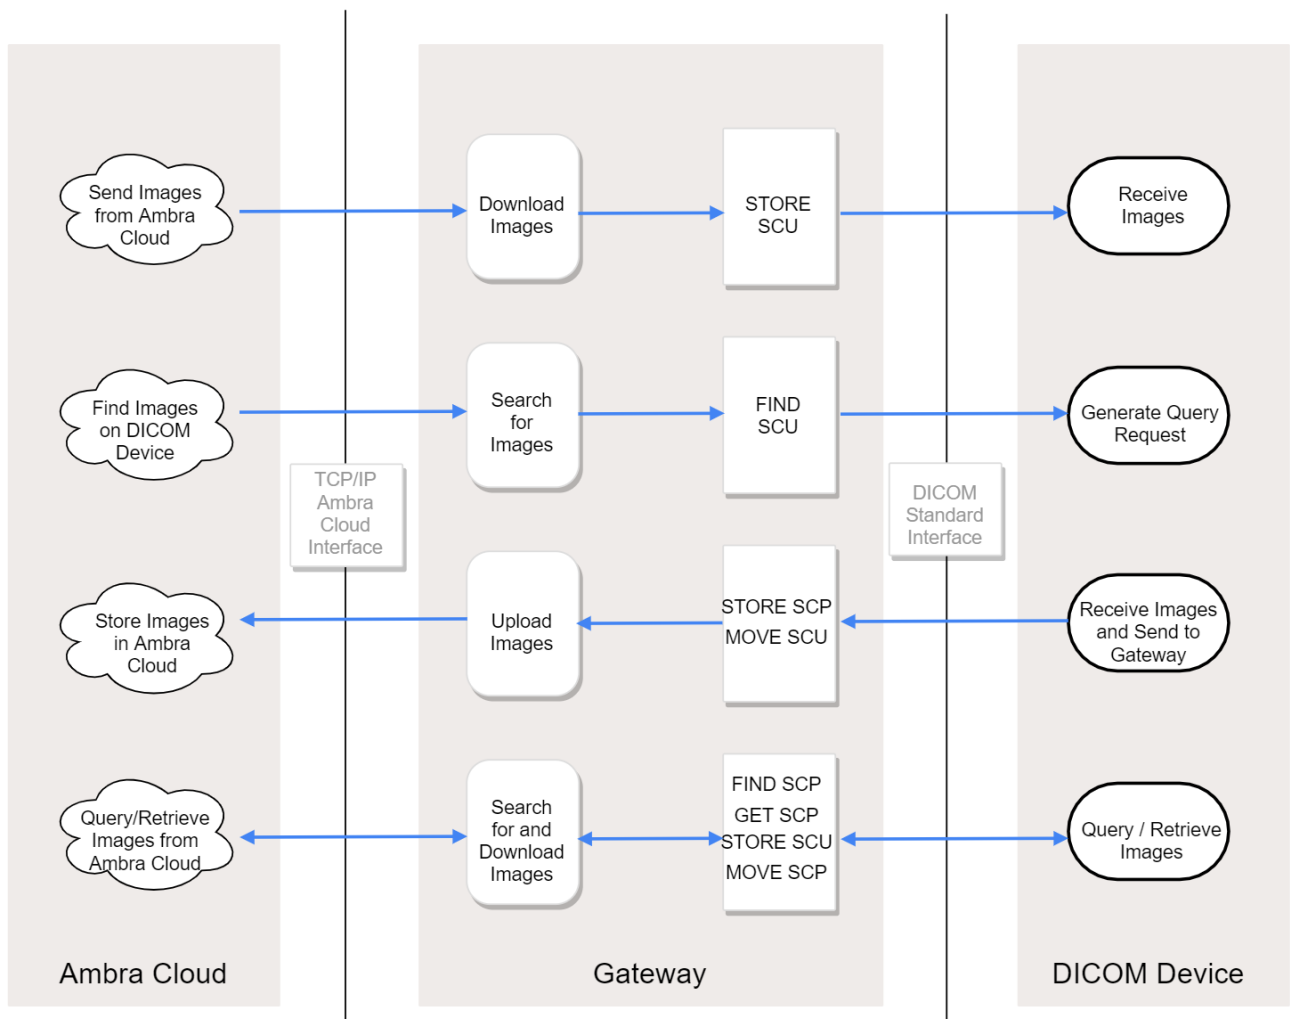 Send Images
from Ambra
Cloud
Download
Images
STORE
SCU
Receive
Images
Find Images
on DICOM
Device
Search
for
Images
FIND
SCU
Generate Query
Request
TCP/IP
Ambra
Cloud
Interface
DICOM
Standard
Interface
Store Images
in Ambra
Cloud
Upload
Images
STORE SCP
MOVE SCU
Receive Images
and Send to
Gateway
Query/Retrieve
Images from
Ambra Cloud
Search
for and
Download
Images
FIND SCP
GET SCP
STORE SCU
MOVE SCP
Query / Retrieve
Images
Ambra Cloud
Gateway
DICOM Device